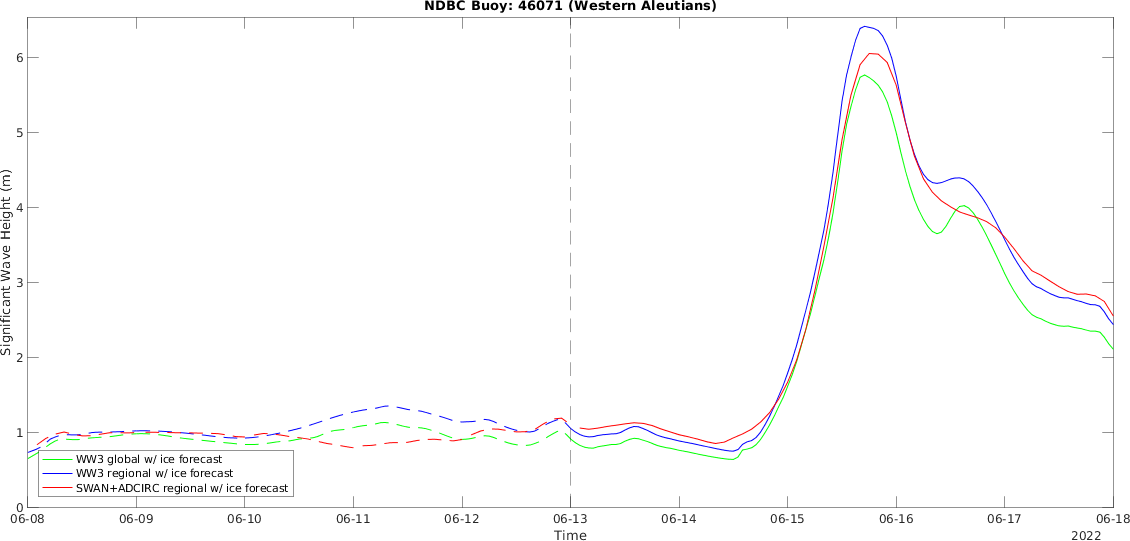 NDBC Buoy: 46071 (Western Aleutians)
6
5
4
3
2
1
0
Significant Wave Height (m)
WW3 global w/ ice forecast
WW3 regional w/ ice forecast
SWAN+ADCIRC regional w/ ice forecast
06-08 06-09 06-10 06-11 06-12 06-13 06-14 06-15 06-16 06-17 06-18
Time
2022